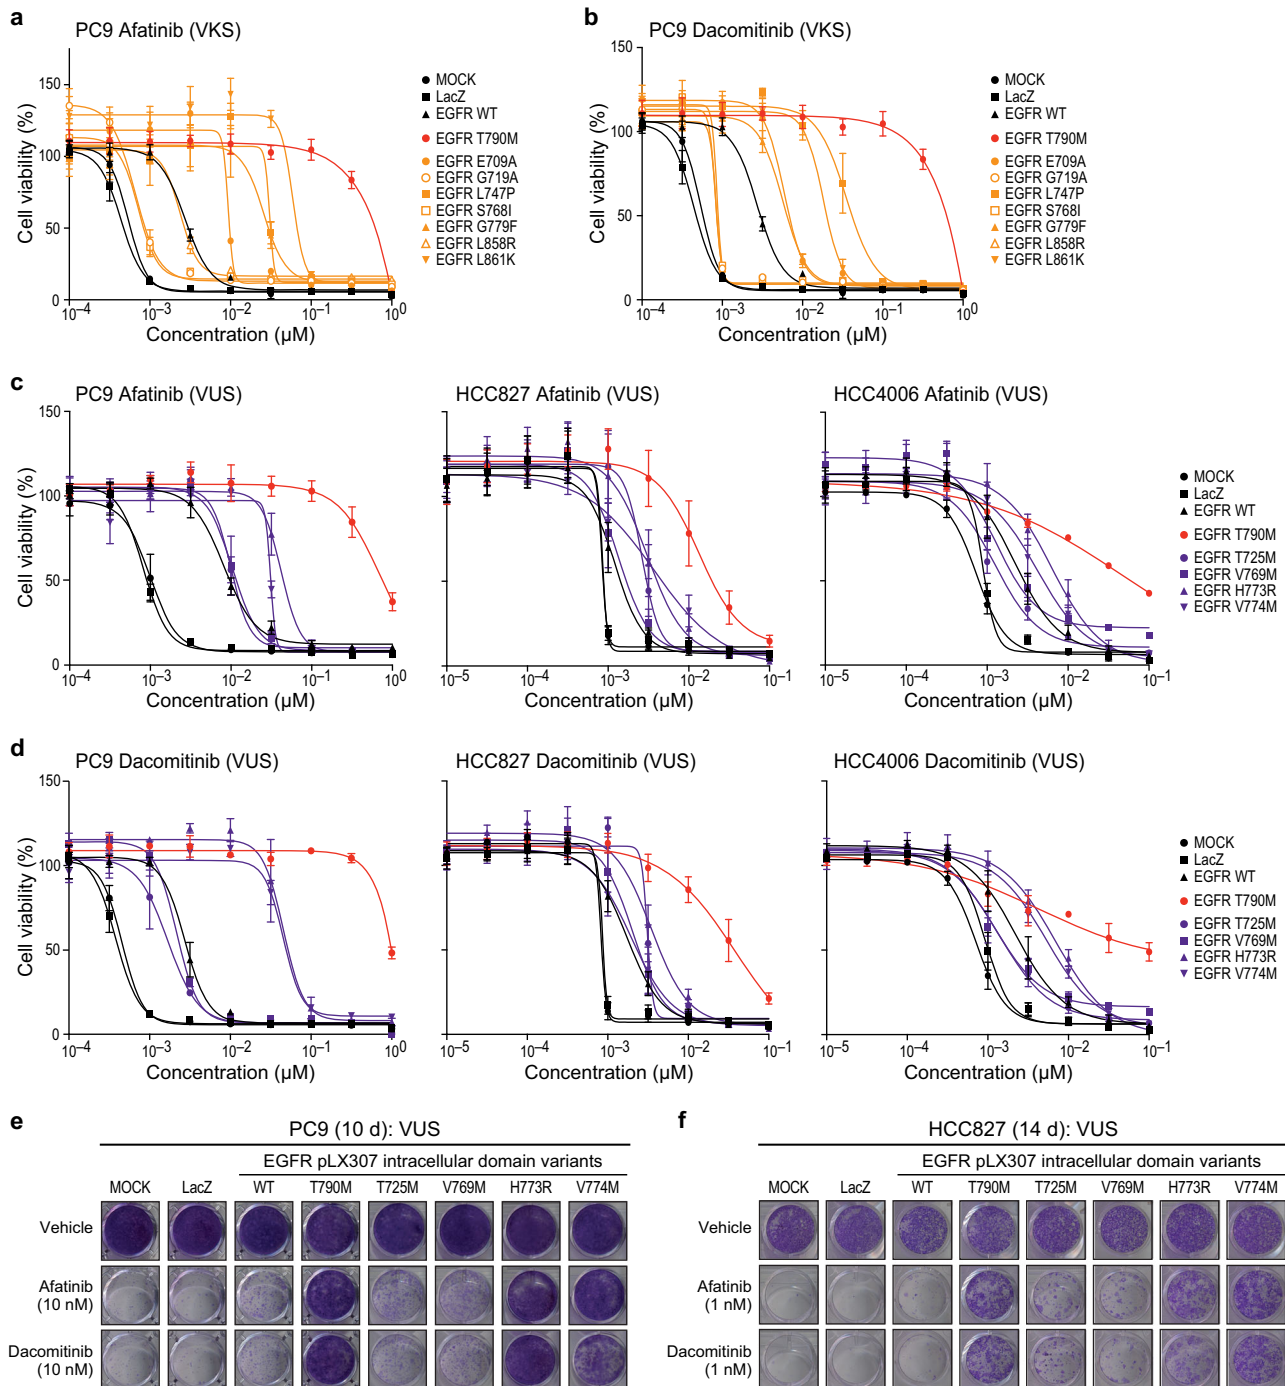 a
PC9 Afatinib (VKS)
Cell viability (%)
150
100
50
0
10–4
10–3
10–2
10–1
100
Concentration (µM)
MOCK
LacZ
EGFR WT
EGFR T790M
EGFR E709A
EGFR G719A
EGFR L747P
EGFR S768I
EGFR G779F
EGFR L858R
EGFR L861K
b
PC9 Dacomitinib (VKS)
Cell viability (%)
150
100
50
0
10–4
10–3
10–2
10–1
100
Concentration (µM)
MOCK
LacZ
EGFR WT
EGFR T790M
EGFR E709A
EGFR G719A
EGFR L747P
EGFR S768I
EGFR G779F
EGFR L858R
EGFR L861K
c
PC9 Afatinib (VUS)
Cell viability (%)
150
100
50
0
10–4
10–3
10–2
10–1
100
Concentration (µM)
HCC827 Afatinib (VUS)
10–5
10–4
10–3
10–2
10–1
Concentration (µM)
HCC4006 Afatinib (VUS)
10–5
10–4
10–3
10–2
10–1
Concentration (µM)
MOCK
LacZ
EGFR WT
EGFR T790M
EGFR T725M
EGFR V769M
EGFR H773R
EGFR V774M
d
PC9 Dacomitinib (VUS)
Cell viability (%)
150
100
50
0
10–4
10–3
10–2
10–1
100
Concentration (µM)
HCC827 Dacomitinib (VUS)
10–5
10–4
10–3
10–2
10–1
Concentration (µM)
HCC4006 Dacomitinib (VUS)
10–5
10–4
10–3
10–2
10–1
Concentration (µM)
MOCK
LacZ
EGFR WT
EGFR T790M
EGFR T725M
EGFR V769M
EGFR H773R
EGFR V774M
e
PC9 (10 d): VUS
EGFR pLX307 intracellular domain variants
MOCK LacZ WT T790M T725M V769M H773R V774M
Vehicle
Afatinib
(10 nM)
Dacomitinib
(10 nM)
f
HCC827 (14 d): VUS
EGFR pLX307 intracellular domain variants
MOCK LacZ WT T790M T725M V769M H773R V774M
Vehicle
Afatinib
(1 nM)
Dacomitinib
(1 nM)